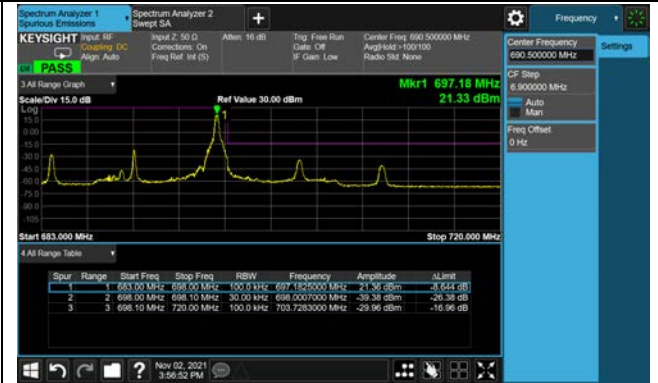 Spectrum Analyzer 1
Spurious Emissions
Spectrum Analyzer 2
Swept SA
Frequency
KEYSIGHT
Input: RF
Coupling: DC
Align: Auto
Input Z: 50 Ω
Corrections: On
Freq Ref: Int (S)
Atten: 16 dB
Trig: Free Run
Gate: Off
IF Gain: Low
Center Freq: 690.500000 MHz
Avg|Hold:>100/100
Radio Std: None
PASS
3 All Range Graph
Mkr1 697.18 MHz
Scale/Div 15.0 dB
Ref Value 30.00 dBm
21.33 dBm
Log
15.0
0.00
-15.0
-30.0
-45.0
-60.0
-75.0
-90.0
-105
1
Start 683.000 MHz
Stop 720.000 MHz
4 All Range Table
Spur Range Start Freq Stop Freq RBW Frequency Amplitude ΔLimit
1 1 683.00 MHz 698.00 MHz 100.0 kHz 697.1825000 MHz 21.36 dBm -8.644 dB
2 2 698.00 MHz 698.10 MHz 30.00 kHz 698.0007000 MHz -39.38 dBm -26.38 dB
3 3 698.10 MHz 720.00 MHz 100.0 kHz 703.7283000 MHz -29.96 dBm -16.96 dB
Center Frequency
690.500000 MHz
Settings
CF Step
6.900000 MHz
Auto
Man
Freq Offset
0 Hz
Nov 02, 2021
3:56:52 PM